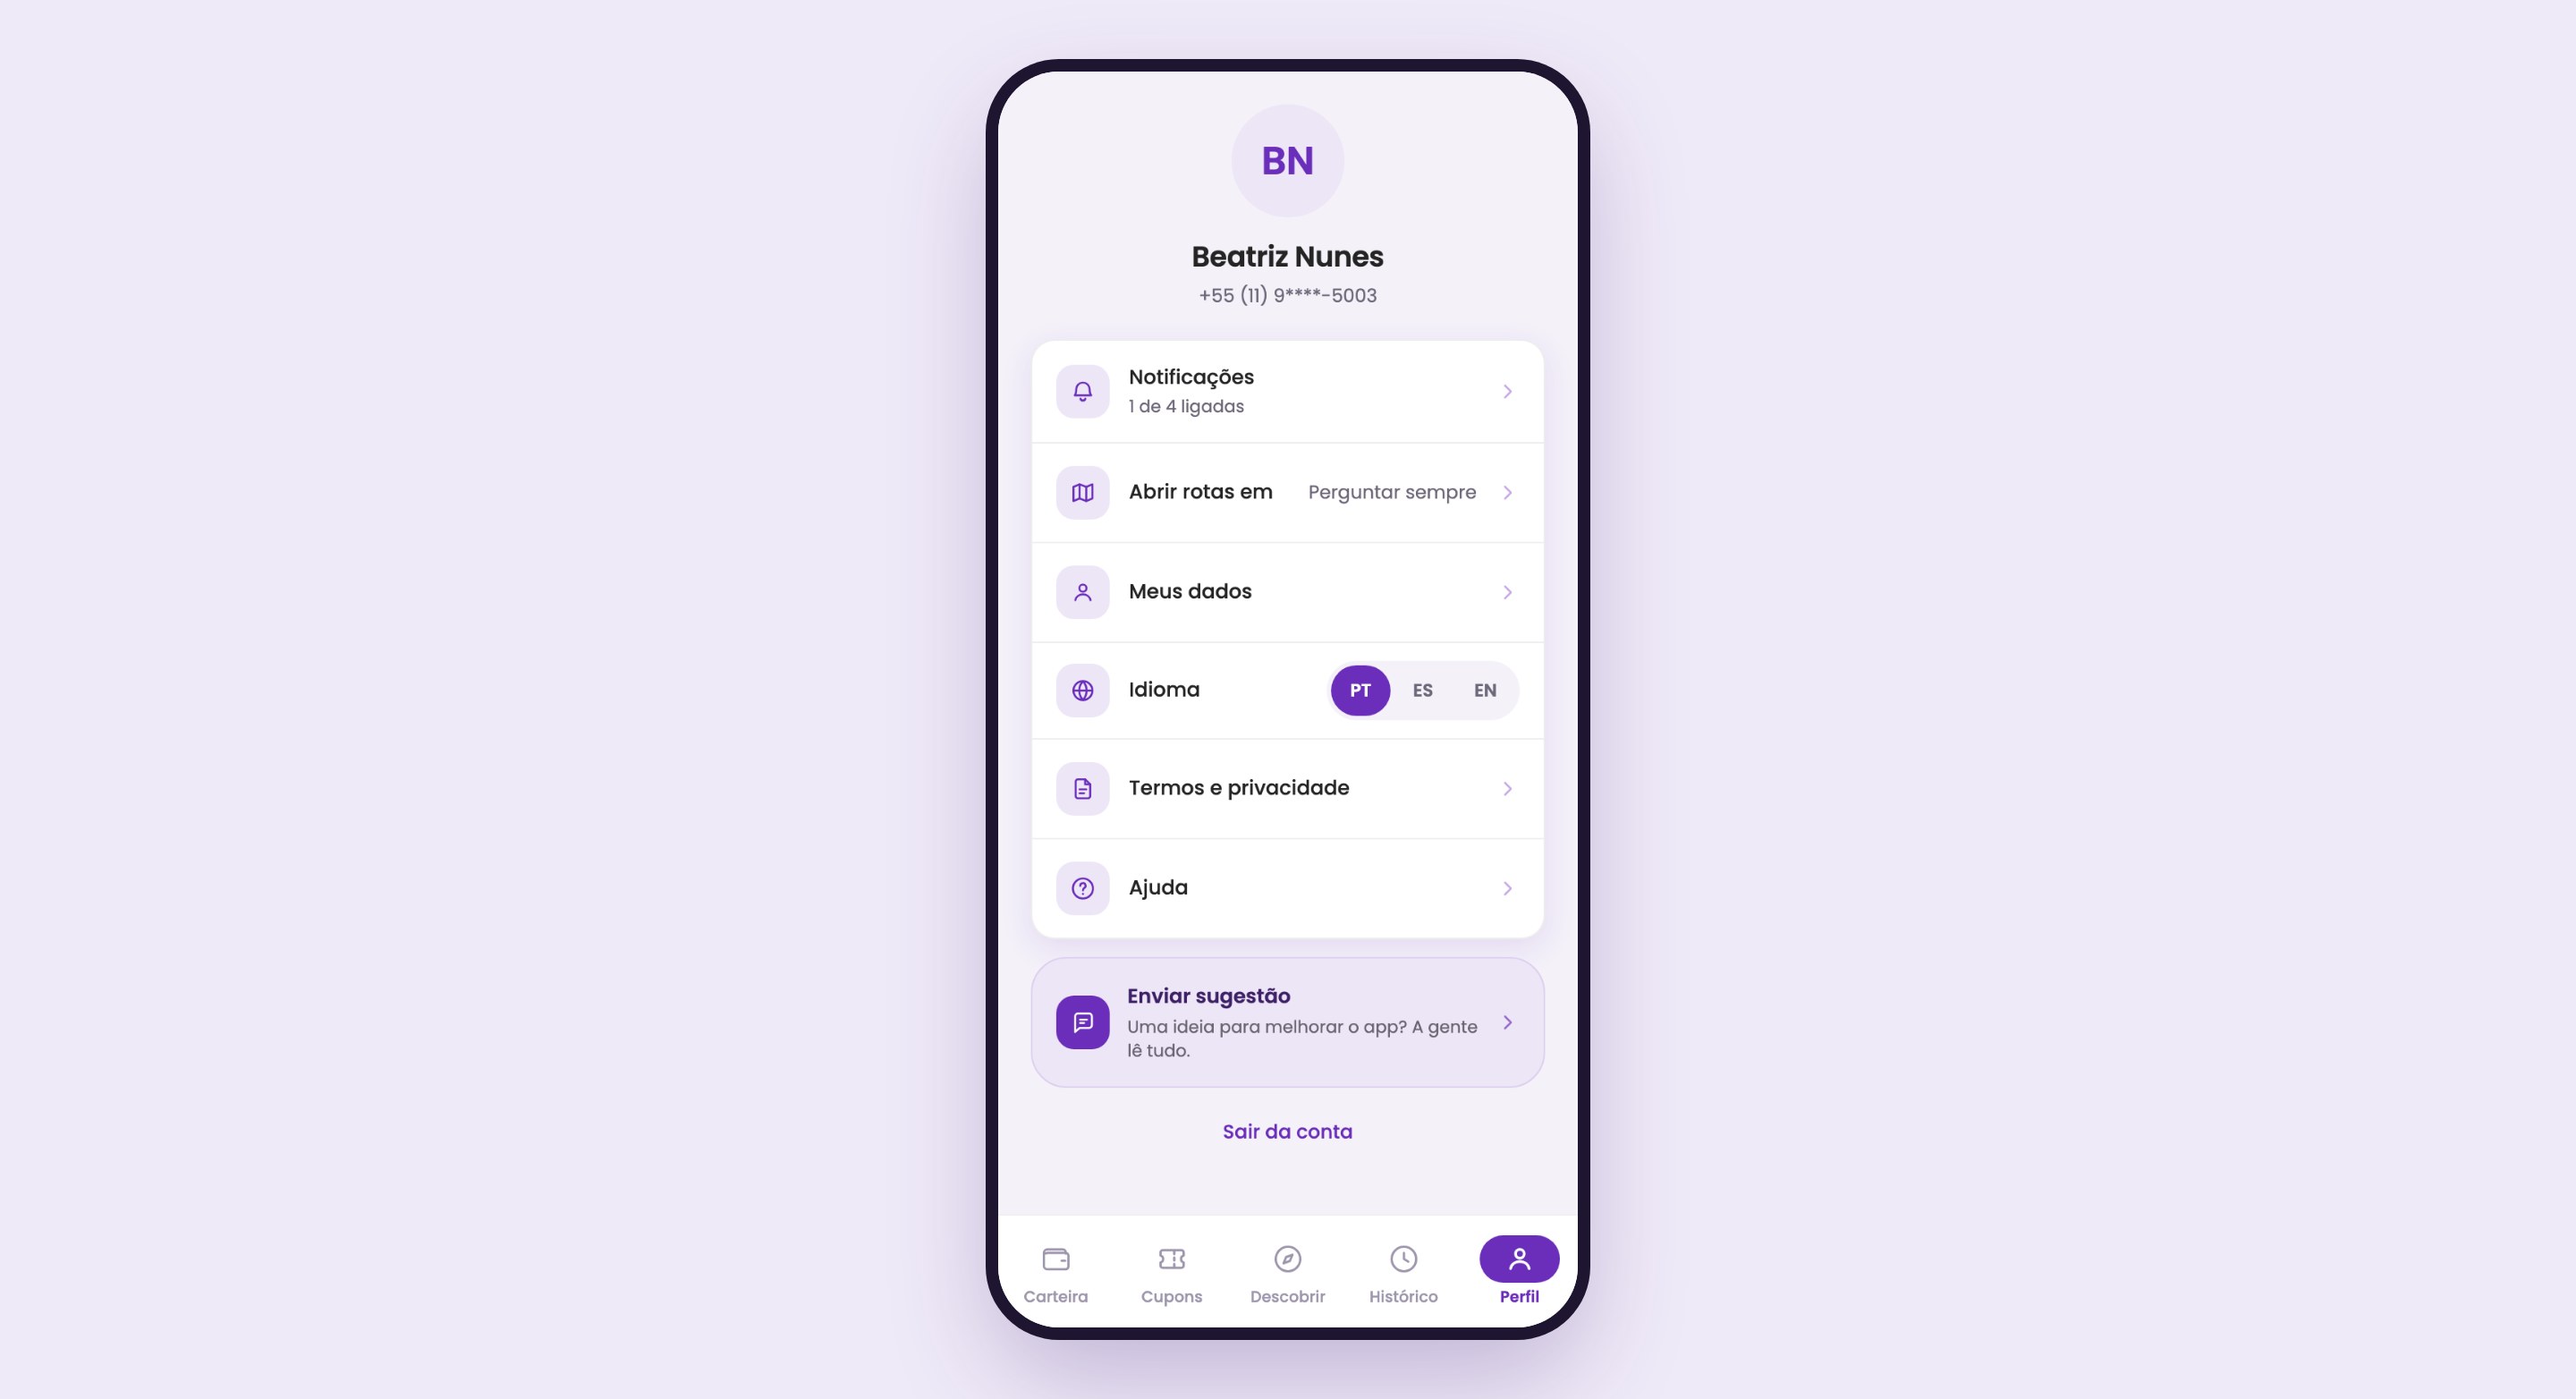 BN
Beatriz Nunes
+55 (11) 9****-5003
Notificações
1 de 4 ligadas
Abrir rotas em Perguntar sempre
Meus dados
Idioma PT ES EN
Termos e privacidade
Ajuda
Enviar sugestão
Uma ideia para melhorar o app? A gente
lê tudo.
Sair da conta
Carteira Cupons Descobrir Histórico Perfil